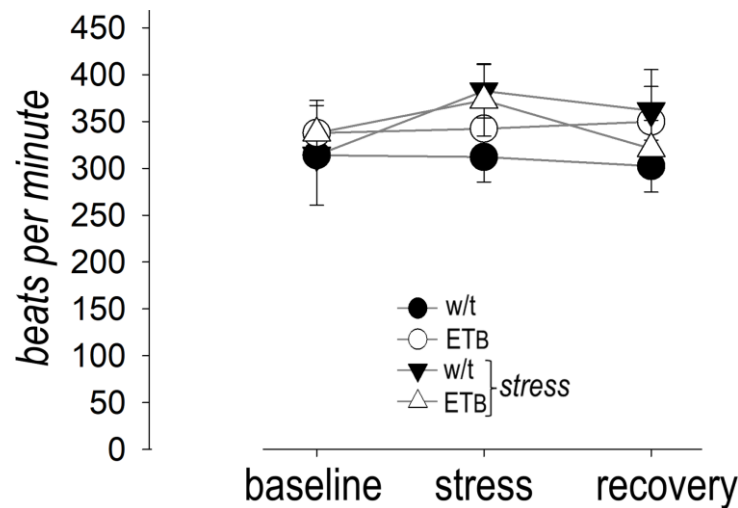 beats per minute
450
400
350
300
250
200
150
100
50
0
w/t
ETB
w/t
ETB
stress
baseline stress recovery